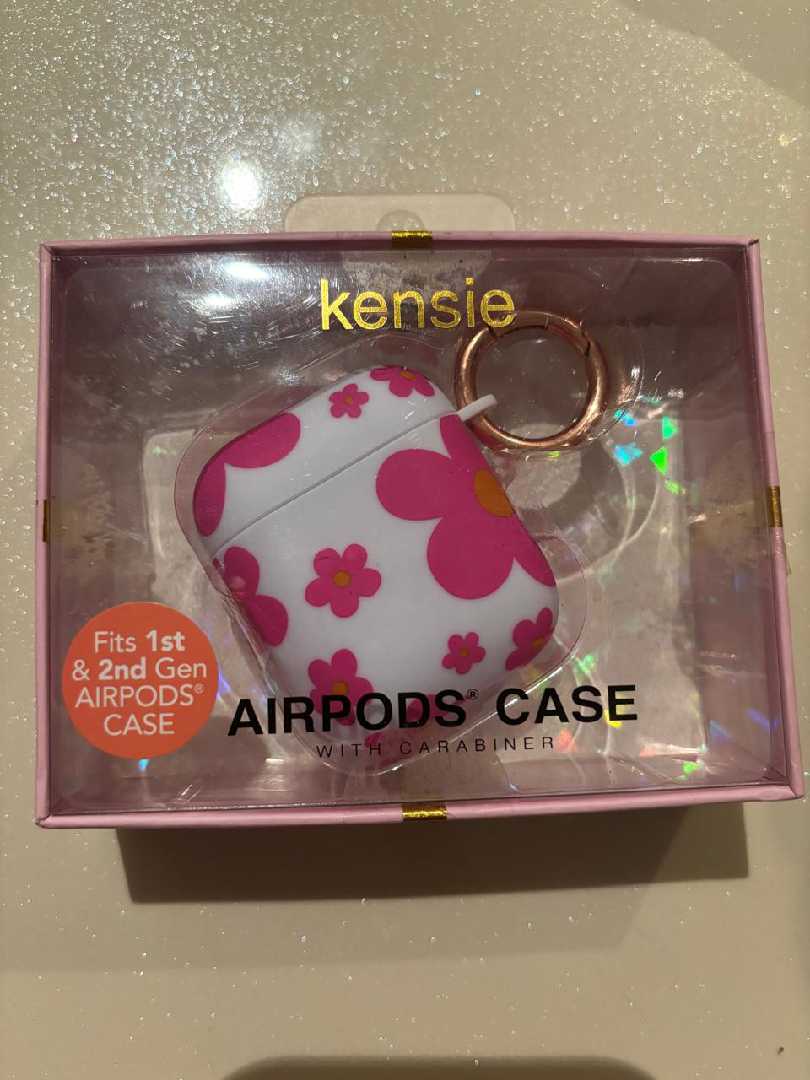 kensie
Fits 1st
& 2nd Gen
AIRPODS®
CASE
AIRPODS® CASE
WITH CARABINER